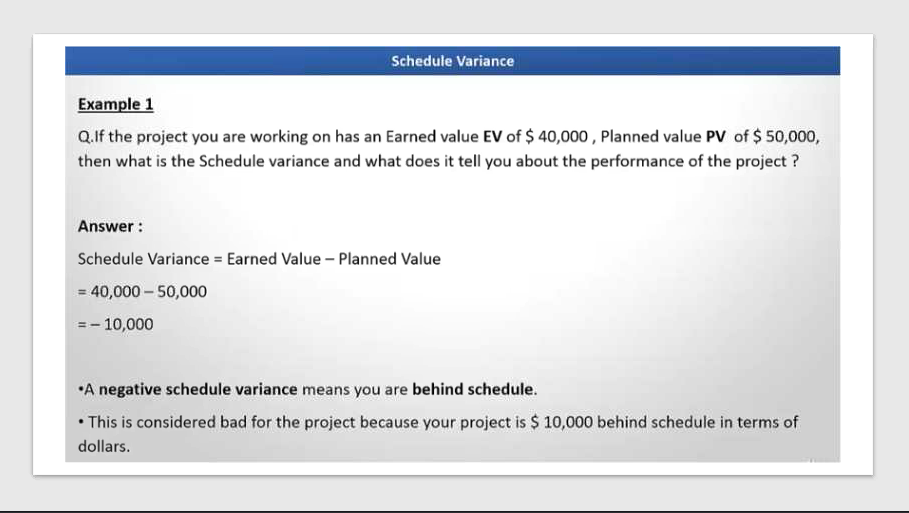 Schedule Variance
Example 1
Q.If the project you are working on has an Earned value EV of $ 40,000 , Planned value PV of $ 50,000,
then what is the Schedule variance and what does it tell you about the performance of the project ?
Answer :
Schedule Variance = Earned Value – Planned Value
= 40,000 – 50,000
= – 10,000
•A negative schedule variance means you are behind schedule.
• This is considered bad for the project because your project is $ 10,000 behind schedule in terms of
dollars.